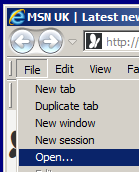 MSN UK | Latest new
http://
File Edit View Fa
New tab
Duplicate tab
New window
New session
Open...